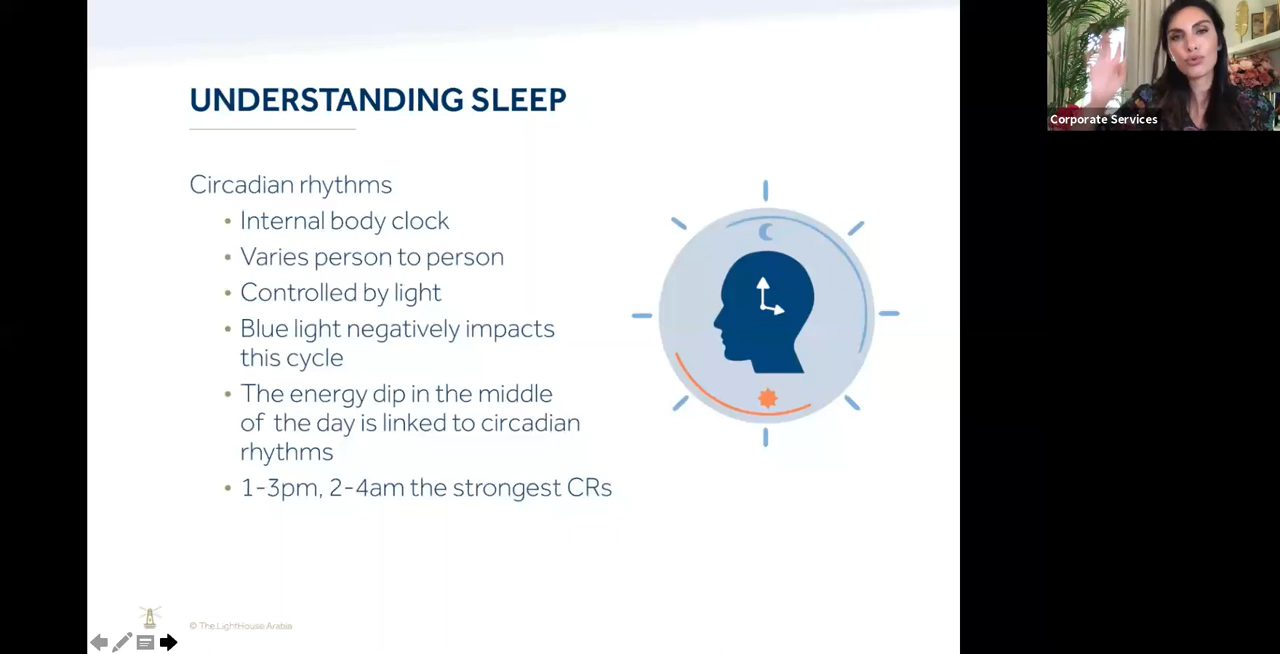 UNDERSTANDING SLEEP
Circadian rhythms
• Internal body clock
• Varies person to person
• Controlled by light
• Blue light negatively impacts
this cycle
• The energy dip in the middle
of the day is linked to circadian
rhythms
• 1-3pm, 2-4am the strongest CRs
© The LightHouse Arabia
Corporate Services